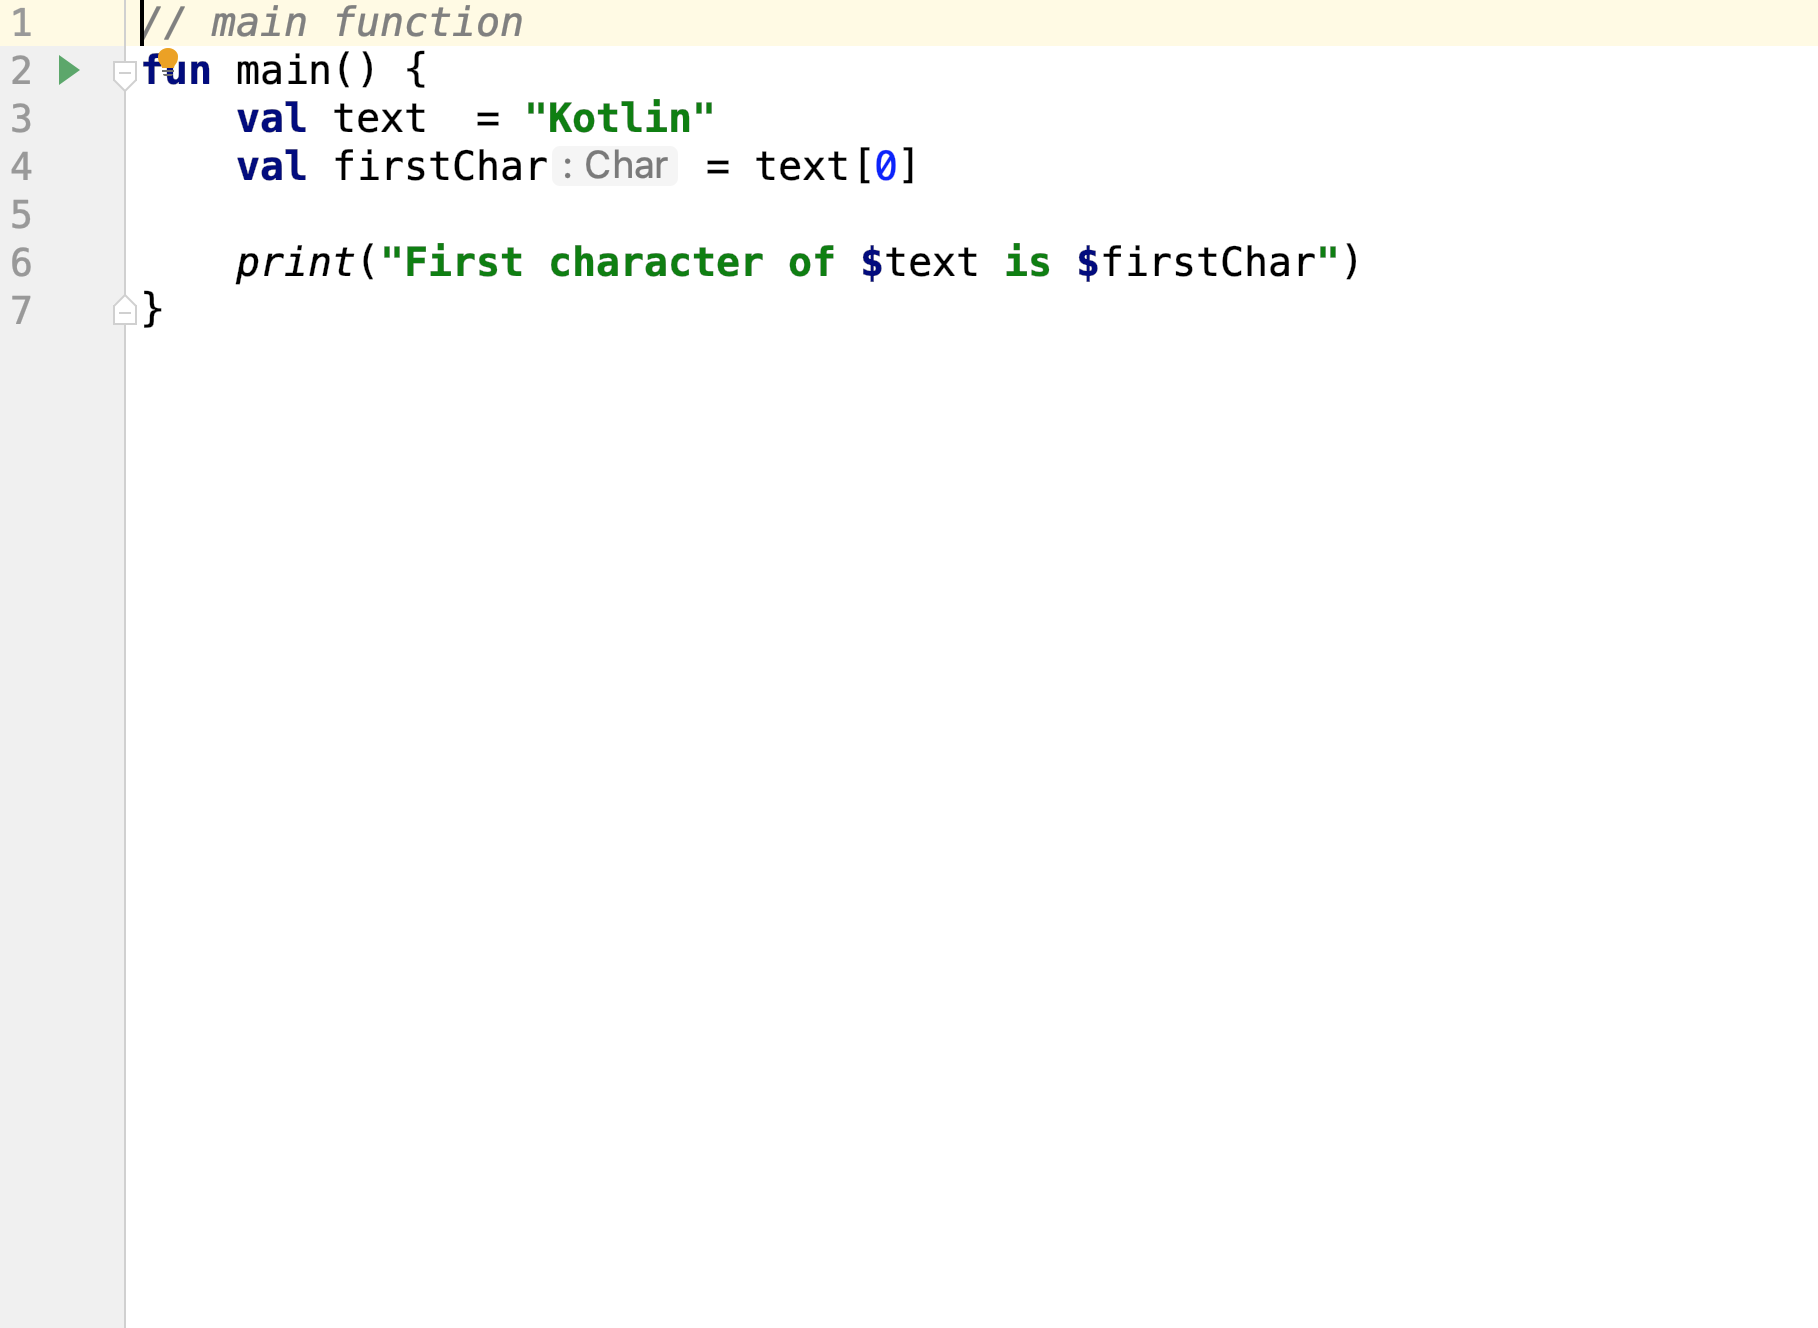 1 // main function
2 fun main() {
3     val text  = "Kotlin"
4     val firstChar : Char = text[0]
5
6     print("First character of $text is $firstChar")
7 }